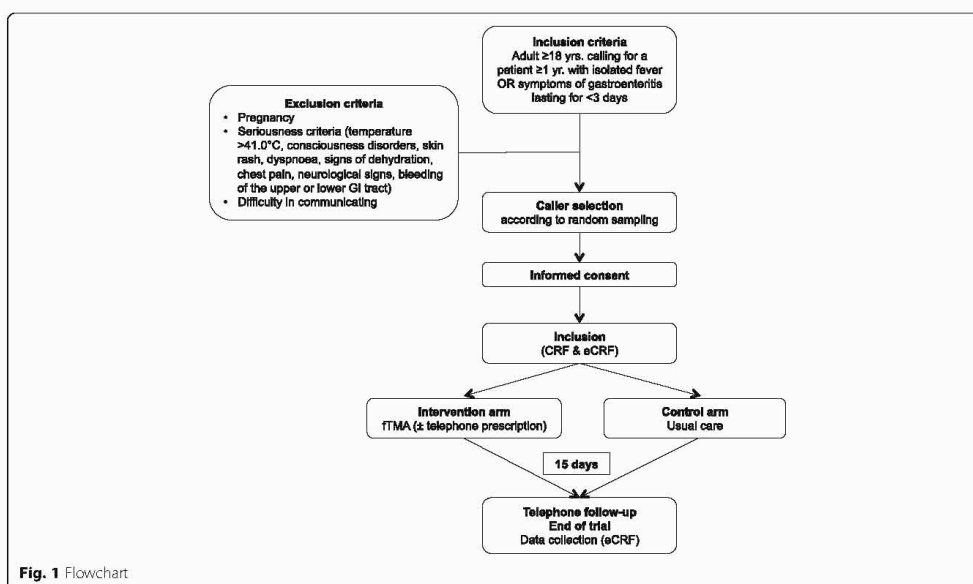 Inclusion criteria
Adult ≥18 yrs. calling for a
patient ≥1 yr. with isolated fever
OR symptoms of gastroenteritis
lasting for <3 days
Exclusion criteria
• Pregnancy
• Seriousness criteria (temperature
>41.0°C, consciousness disorders, skin
rash, dyspnoea, signs of dehydration,
chest pain, neurological signs, bleeding
of the upper or lower GI tract)
• Difficulty in communicating
Caller selection
according to random sampling
Informed consent
Inclusion
(CRF & eCRF)
Intervention arm
fTMA (± telephone prescription)
Control arm
Usual care
15 days
Telephone follow-up
End of trial
Data collection (eCRF)
Fig. 1 Flowchart